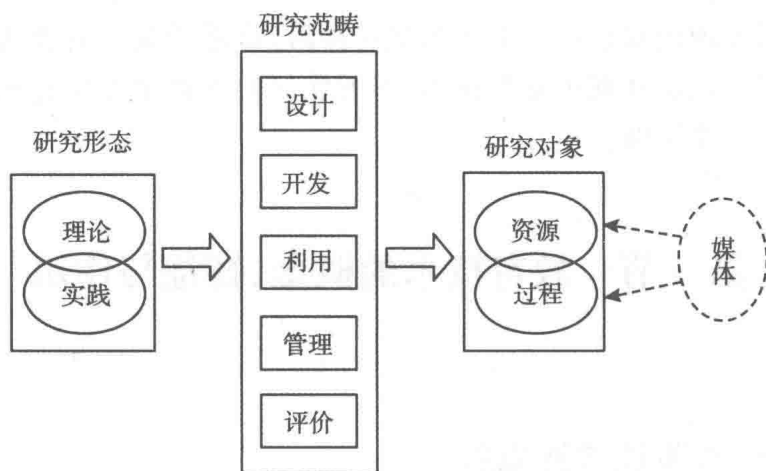 研究形态
理论
实践
研究范畴
设计
开发
利用
管理
评价
研究对象
资源
过程
媒体